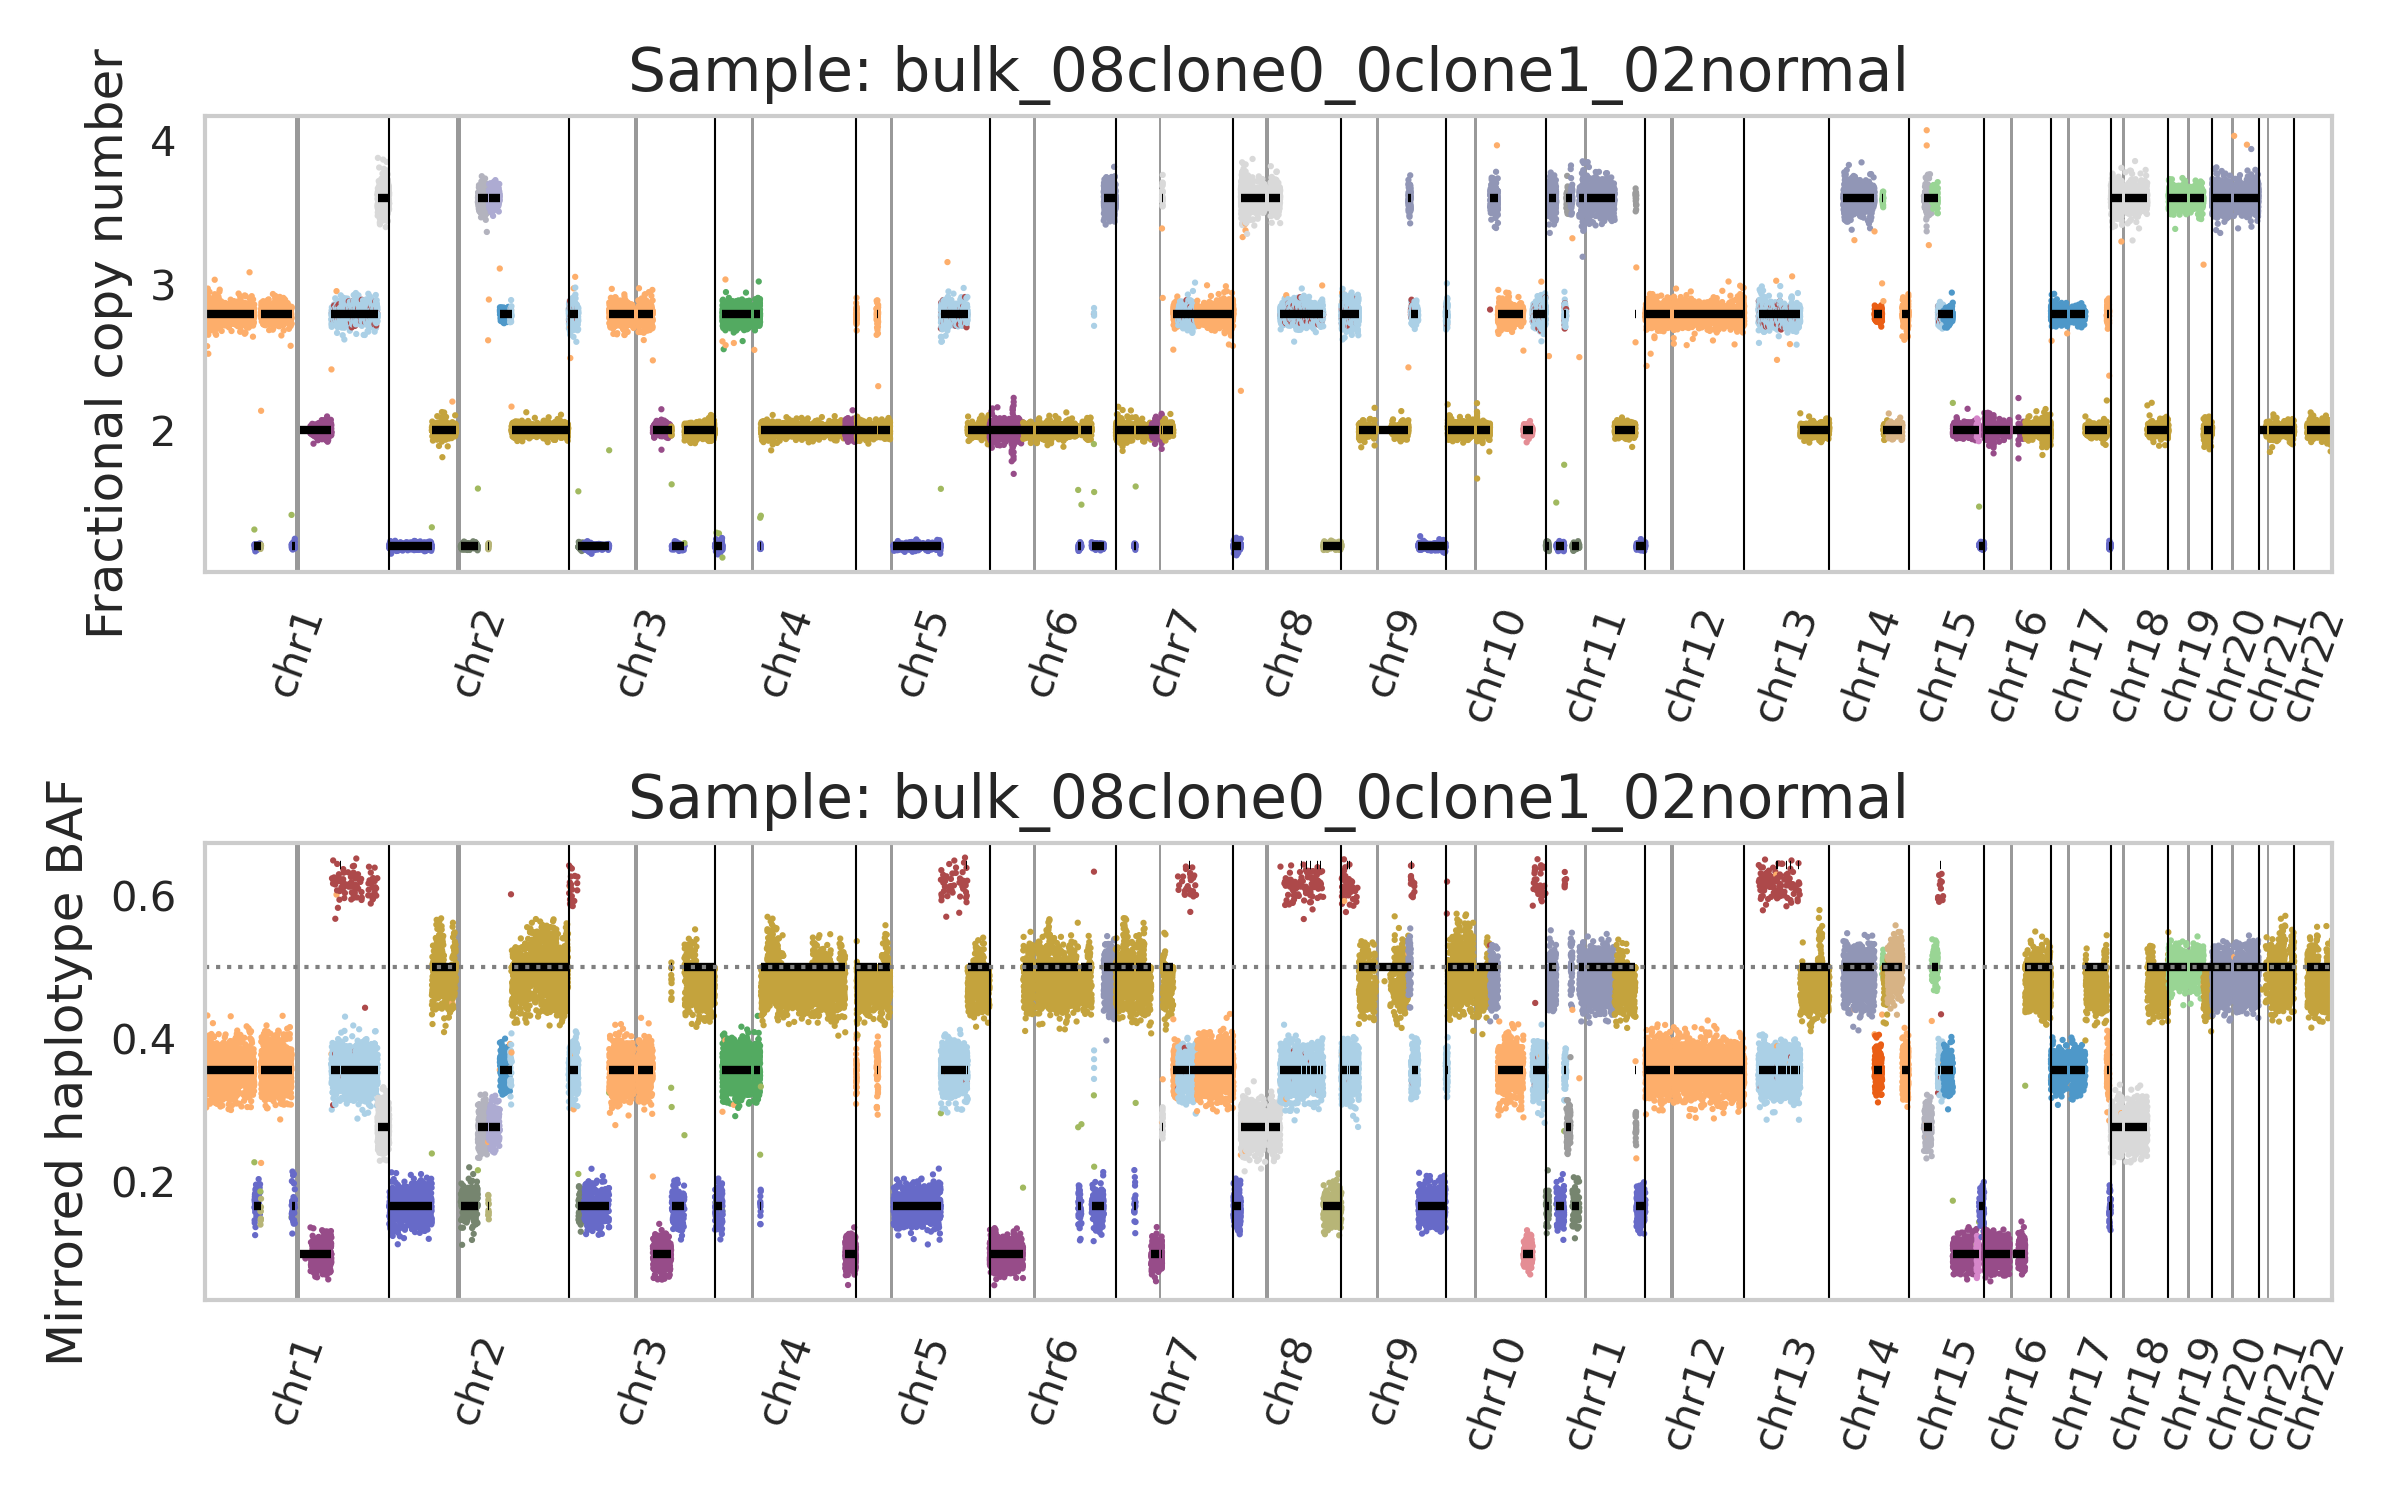 Sample: bulk_08clone0_0clone1_02normal
Fractional copy number
4
3
2
chr1 chr2 chr3 chr4 chr5 chr6 chr7 chr8 chr9 chr10 chr11 chr12 chr13 chr14 chr15 chr16 chr17 chr18 chr19 chr20 chr21 chr22
Sample: bulk_08clone0_0clone1_02normal
Mirrored haplotype BAF
0.6
0.4
0.2
chr1 chr2 chr3 chr4 chr5 chr6 chr7 chr8 chr9 chr10 chr11 chr12 chr13 chr14 chr15 chr16 chr17 chr18 chr19 chr20 chr21 chr22